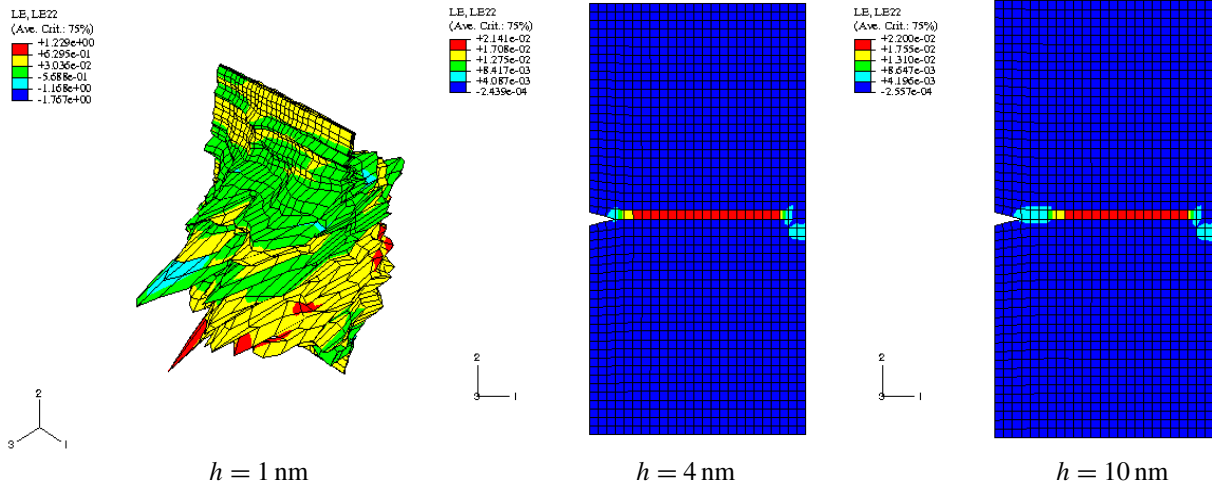 LE, LE22
(Ave. Crit.: 75%)
+1.229e+00
+6.295e-01
+3.036e-02
-5.688e-01
-1.168e+00
-1.767e+00
2
3
1
h = 1 nm
LE, LE22
(Ave. Crit.: 75%)
+2.141e-02
+1.708e-02
+1.275e-02
+8.417e-03
+4.087e-03
-2.439e-04
2
3
1
h = 4 nm
LE, LE22
(Ave. Crit.: 75%)
+2.200e-02
+1.755e-02
+1.310e-02
+8.647e-03
+4.196e-03
-2.557e-04
2
3
1
h = 10 nm